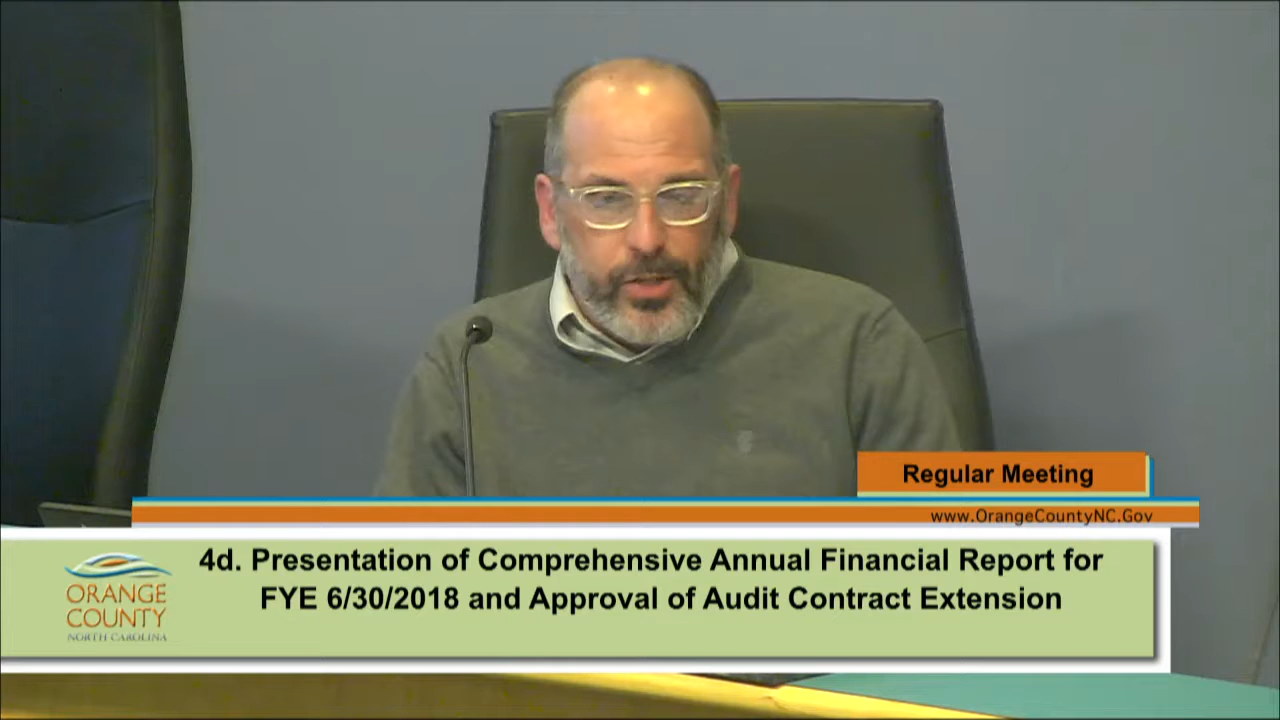 Regular Meeting
www.OrangeCountyNC.Gov
4d. Presentation of Comprehensive Annual Financial Report for
FYE 6/30/2018 and Approval of Audit Contract Extension
ORANGE
COUNTY
NORTH CAROLINA